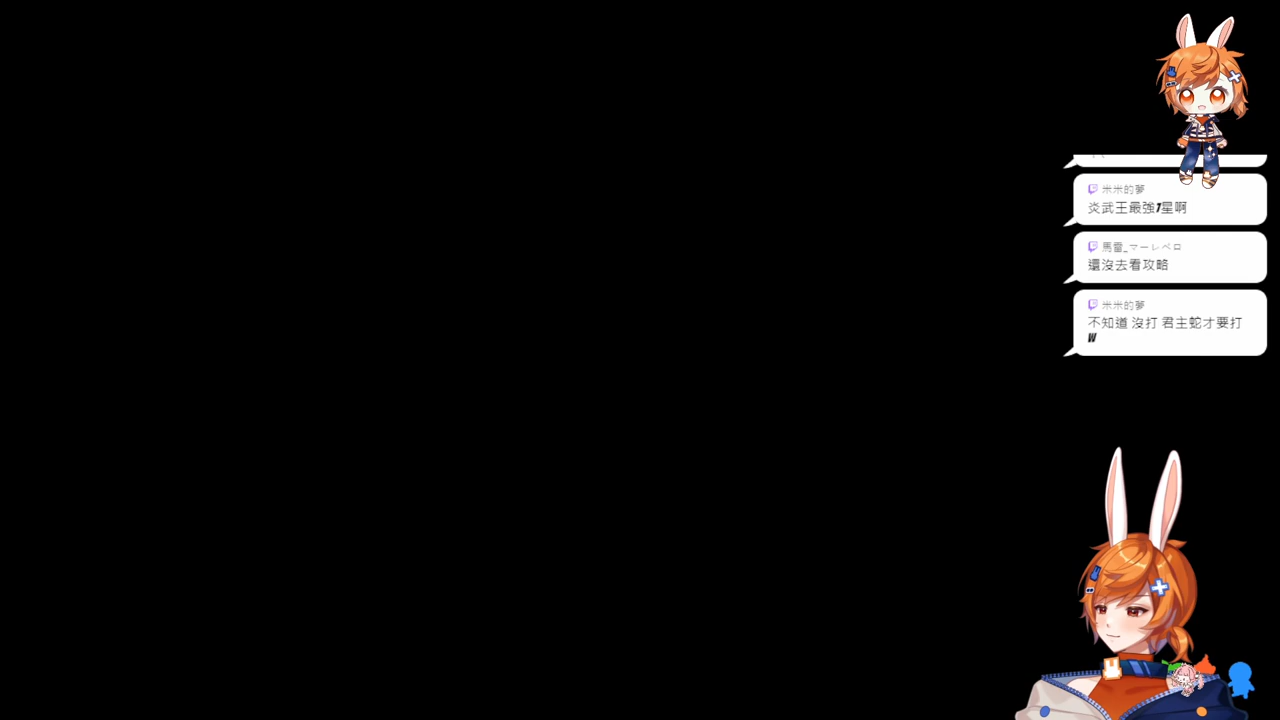 米米的夢
炎武王最強7星啊
馬雷_マーレベロ
還沒去看攻略
米米的夢
不知道 沒打 君主蛇才要打
W